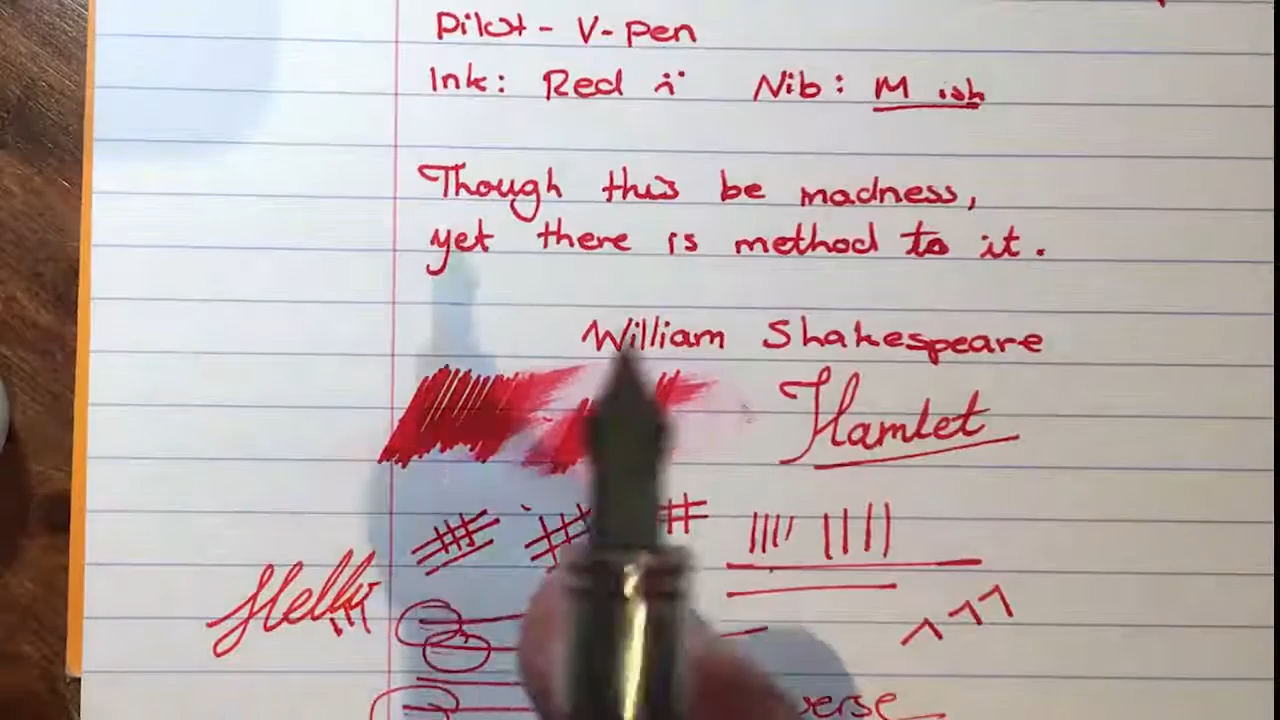 Pilot - V-Pen
Ink: Red Nib: M ish
Though this be madness,
yet there is method to it.
William Shakespeare
Hamlet
Hello